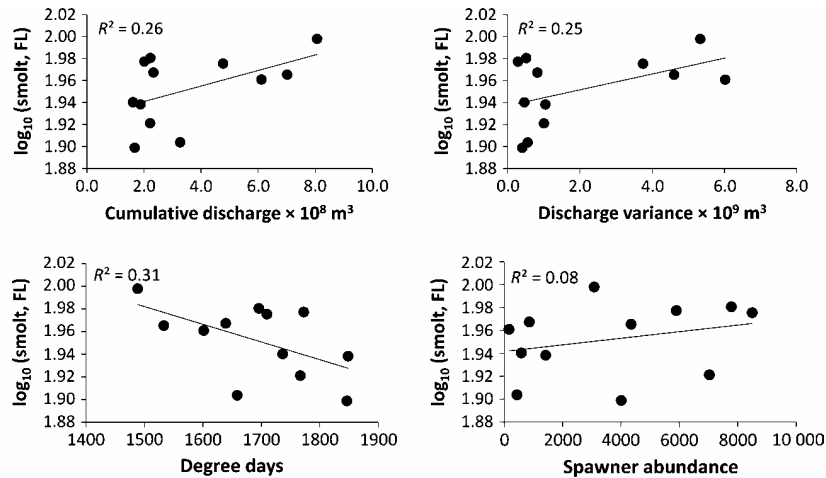 R² = 0.26
2.02
2.00
1.98
1.96
1.94
1.92
1.90
1.88
log₁₀ (smolt, FL)
0.0 2.0 4.0 6.0 8.0 10.0
Cumulative discharge × 10⁸ m³
R² = 0.25
2.02
2.00
1.98
1.96
1.94
1.92
1.90
1.88
log₁₀ (smolt, FL)
0.0 2.0 4.0 6.0 8.0
Discharge variance × 10⁹ m³
R² = 0.31
2.02
2.00
1.98
1.96
1.94
1.92
1.90
1.88
log₁₀ (smolt, FL)
1400 1500 1600 1700 1800 1900
Degree days
R² = 0.08
2.02
2.00
1.98
1.96
1.94
1.92
1.90
1.88
log₁₀ (smolt, FL)
0 2000 4000 6000 8000 10 000
Spawner abundance